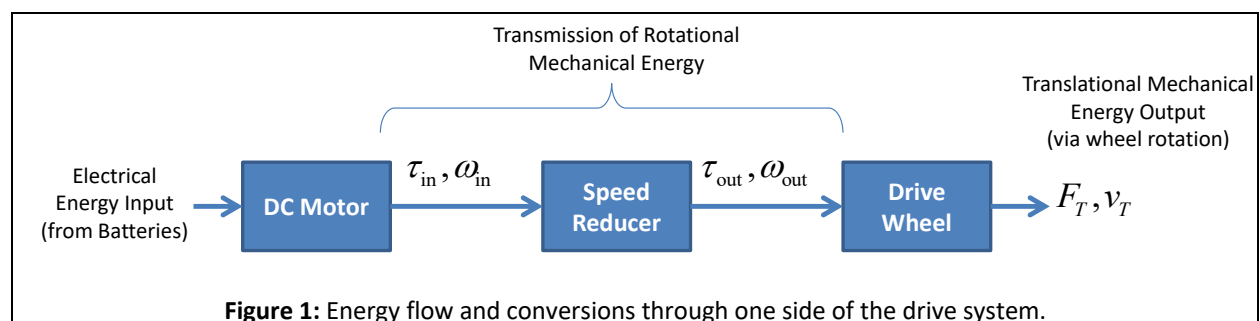 Transmission of Rotational
Mechanical Energy
Translational Mechanical
Energy Output
(via wheel rotation)
Electrical
Energy Input
(from Batteries)
DC Motor
τin, ωin
Speed
Reducer
τout, ωout
Drive
Wheel
FT, vT
Figure 1: Energy flow and conversions through one side of the drive system.